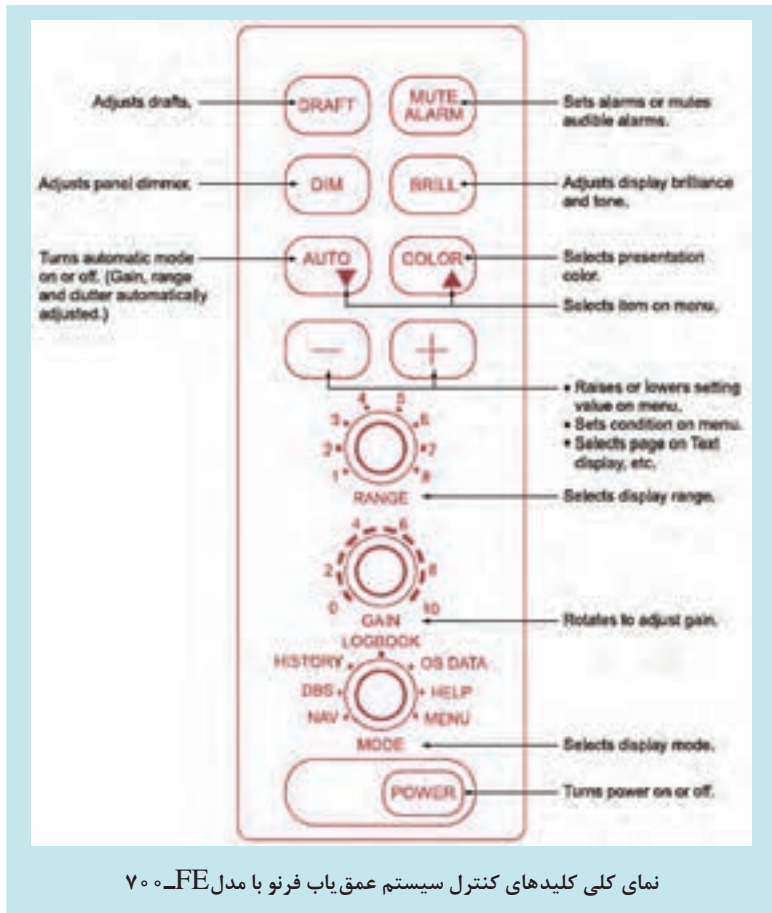 Adjusts drafts.
DRAFT
MUTE
ALARM
Sets alarms or mutes
audible alarms.
Adjusts panel dimmer.
DIM
BRILL
Adjusts display brilliance
and tone.
Turns automatic mode
on or off. (Gain, range
and clutter automatically
adjusted.)
AUTO
COLOR
Selects presentation
color.
Selects item on menu.
− +
• Raises or lowers setting
value on menu.
• Sets condition on menu.
• Selects page on Text
display, etc.
1 2 3 4 5 6 7 8
RANGE
Selects display range.
0 2 4 6 8 10
GAIN
Rotates to adjust gain.
LOGBOOK
HISTORY OS DATA
DBS HELP
NAV MENU
MODE
Selects display mode.
POWER
Turns power on or off.
نمای کلی کلیدهای کنترل سیستم عمق‌یاب فرنو با مدل FE_۷۰۰